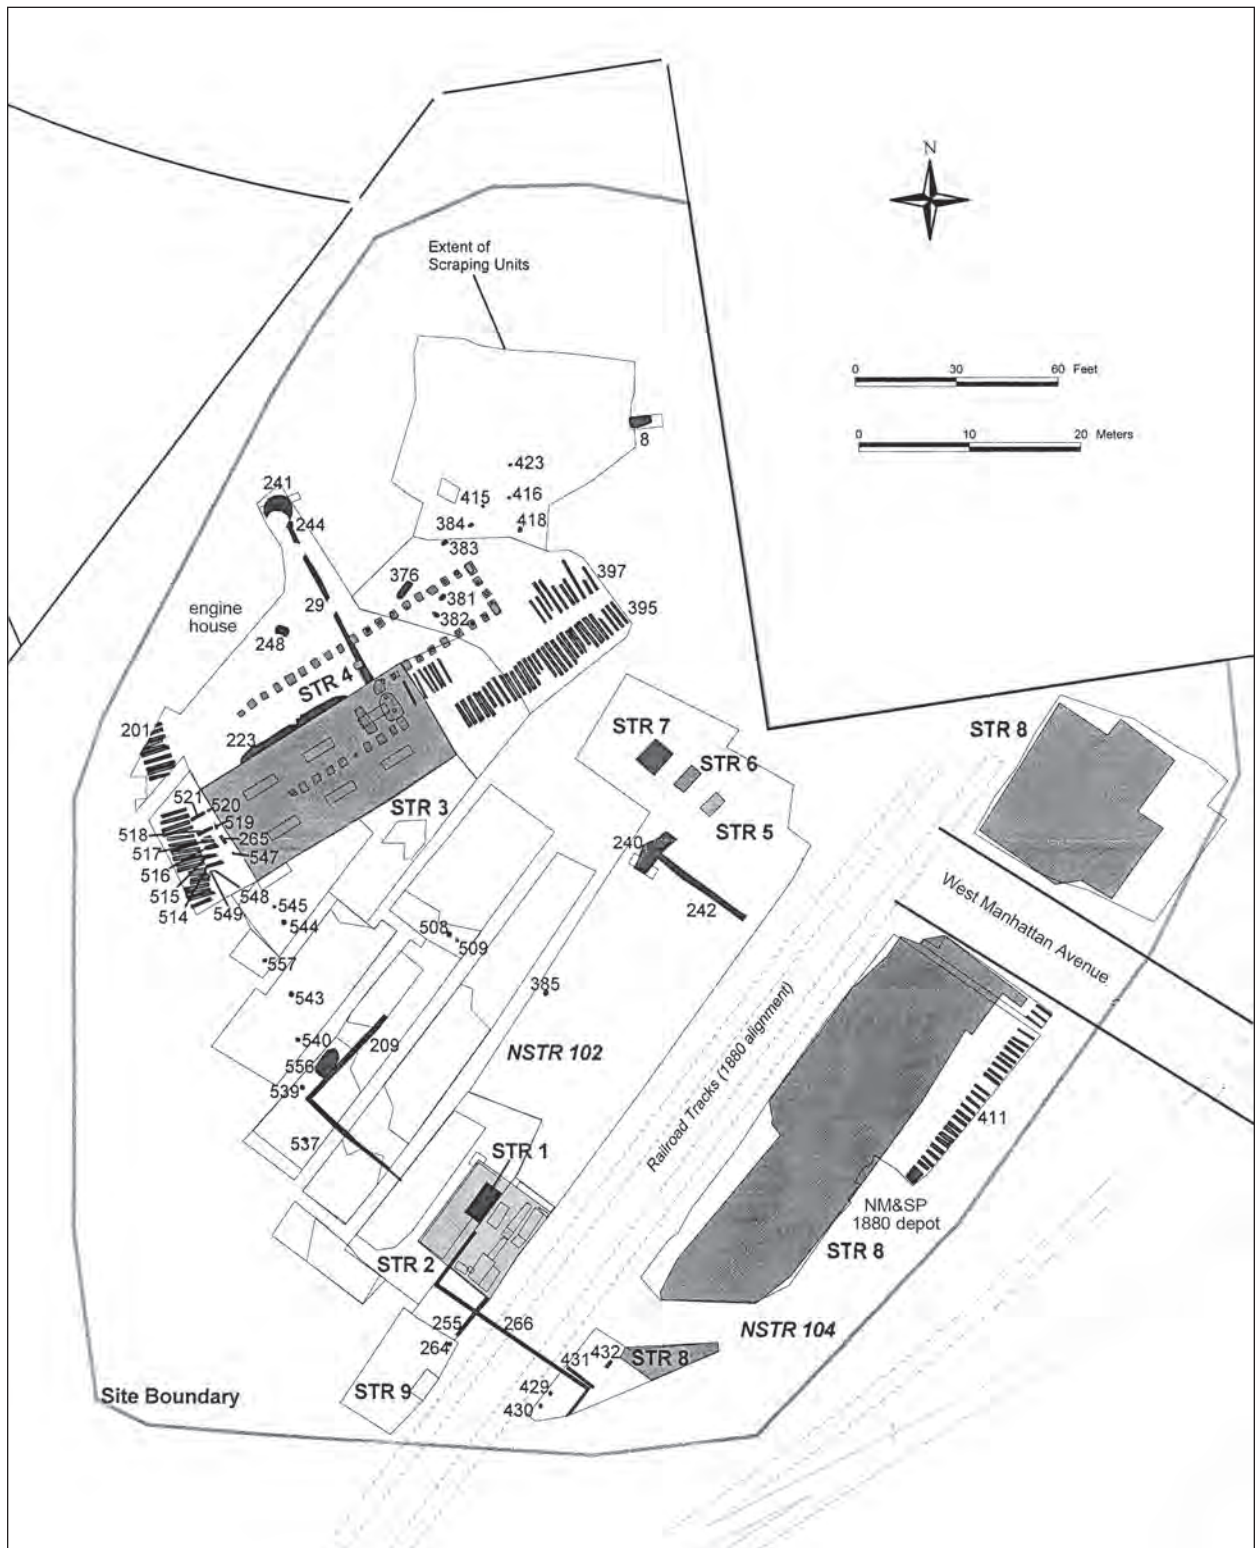 N
Extent of
Scraping Units
0 30 60 Feet
0 10 20 Meters
8
423
415
416
384
418
383
241
244
376
397
381
395
382
29
engine
house
248
STR 4
201
223
STR 7
STR 6
STR 5
STR 8
STR 3
521
520
519
518
265
517
547
516
515
548
514
549
545
544
240
242
West Manhattan Avenue
508
509
557
543
385
540
209
556
539
NSTR 102
537
Railroad Tracks (1880 alignment)
411
STR 1
NM&SP
1880 depot
STR 8
STR 2
255
266
264
NSTR 104
431
432
STR 8
STR 9
429
430
Site Boundary